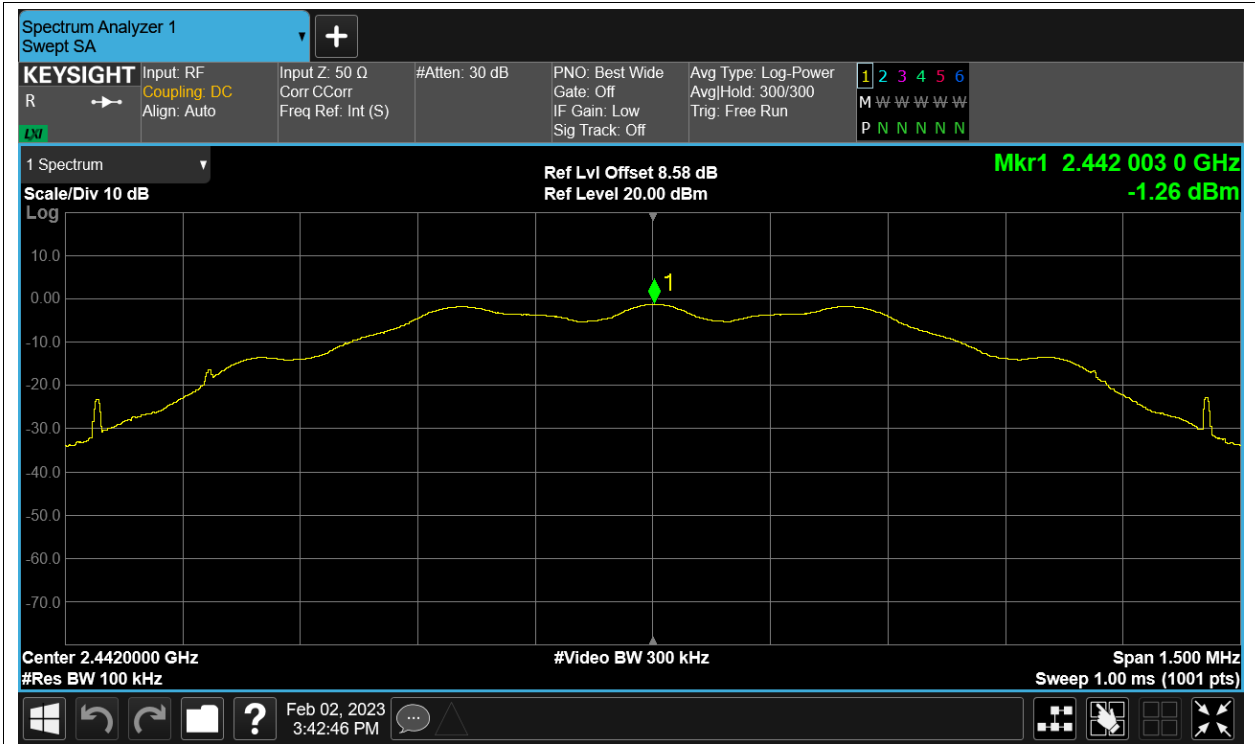 Spectrum Analyzer 1
Swept SA
+
KEYSIGHT
R
LXI
Input: RF
Coupling: DC
Align: Auto
Input Z: 50 Ω
Corr CCorr
Freq Ref: Int (S)
#Atten: 30 dB
PNO: Best Wide
Gate: Off
IF Gain: Low
Sig Track: Off
Avg Type: Log-Power
Avg|Hold: 300/300
Trig: Free Run
1 2 3 4 5 6
M W W W W W
P N N N N N
1 Spectrum
Scale/Div 10 dB
Log
Ref Lvl Offset 8.58 dB
Ref Level 20.00 dBm
Mkr1 2.442 003 0 GHz
-1.26 dBm
1
10.0
0.00
-10.0
-20.0
-30.0
-40.0
-50.0
-60.0
-70.0
Center 2.4420000 GHz
#Res BW 100 kHz
#Video BW 300 kHz
Span 1.500 MHz
Sweep 1.00 ms (1001 pts)
?
Feb 02, 2023
3:42:46 PM